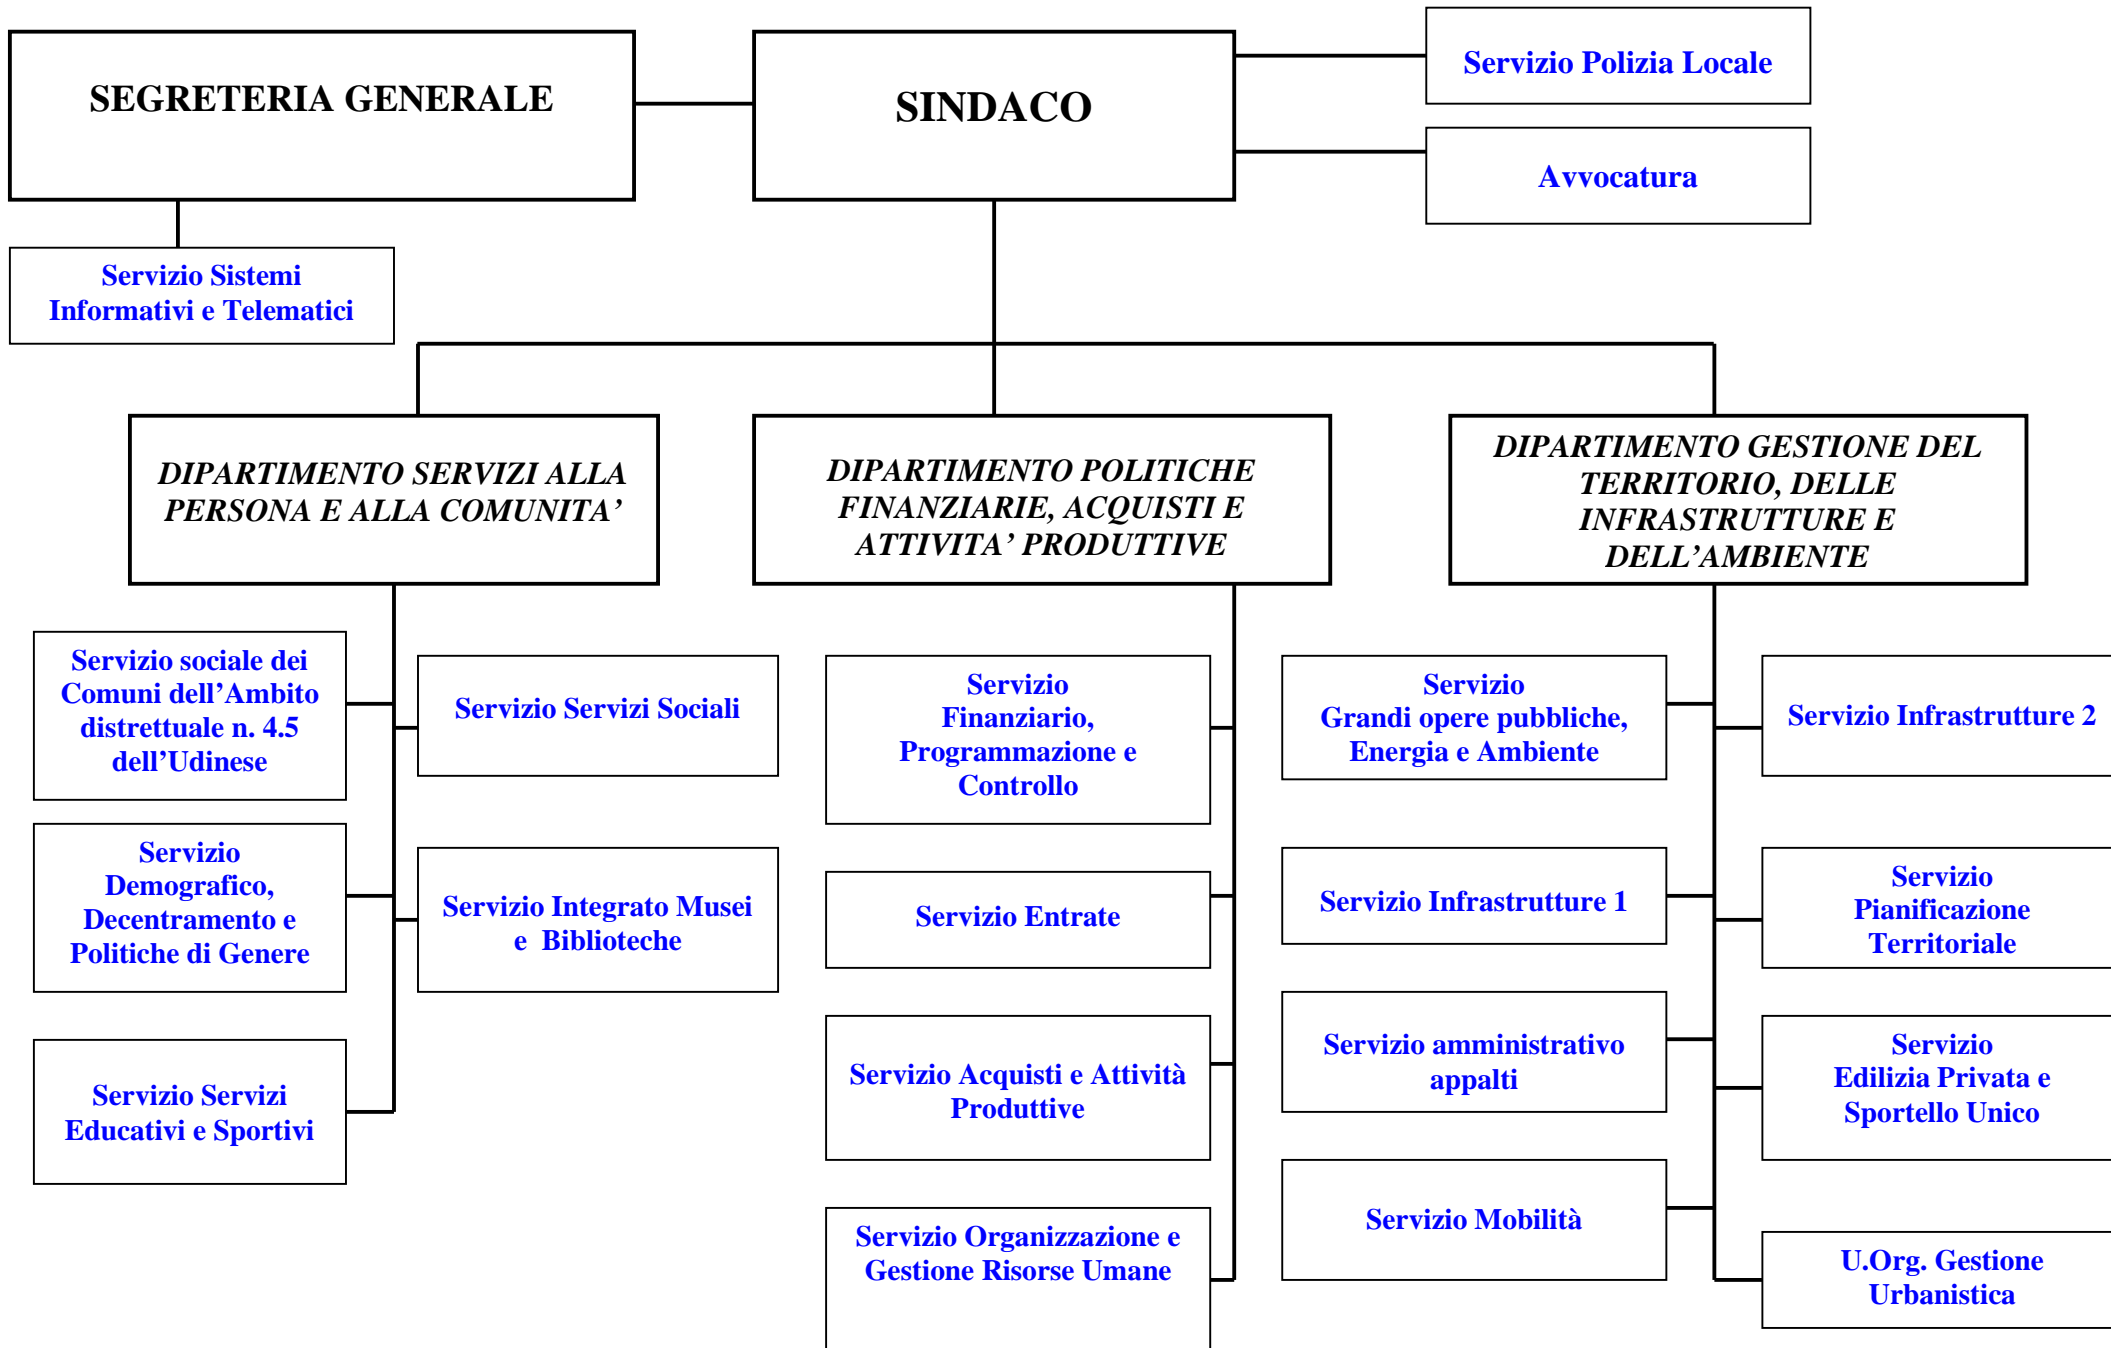 SEGRETERIA GENERALE
SINDACO
Servizio Polizia Locale
Avvocatura
Servizio Sistemi
Informativi e Telematici
DIPARTIMENTO SERVIZI ALLA
PERSONA E ALLA COMUNITA’
DIPARTIMENTO POLITICHE
FINANZIARIE, ACQUISTI E
ATTIVITA’ PRODUTTIVE
DIPARTIMENTO GESTIONE DEL
TERRITORIO, DELLE
INFRASTRUTTURE E
DELL’AMBIENTE
Servizio sociale dei
Comuni dell’Ambito
distrettuale n. 4.5
dell’Udinese
Servizio Servizi Sociali
Servizio
Demografico,
Decentramento e
Politiche di Genere
Servizio Integrato Musei
e Biblioteche
Servizio Servizi
Educativi e Sportivi
Servizio
Finanziario,
Programmazione e
Controllo
Servizio Entrate
Servizio Acquisti e Attività
Produttive
Servizio Organizzazione e
Gestione Risorse Umane
Servizio
Grandi opere pubbliche,
Energia e Ambiente
Servizio Infrastrutture 2
Servizio Infrastrutture 1
Servizio
Pianificazione
Territoriale
Servizio amministrativo
appalti
Servizio
Edilizia Privata e
Sportello Unico
Servizio Mobilità
U.Org. Gestione
Urbanistica